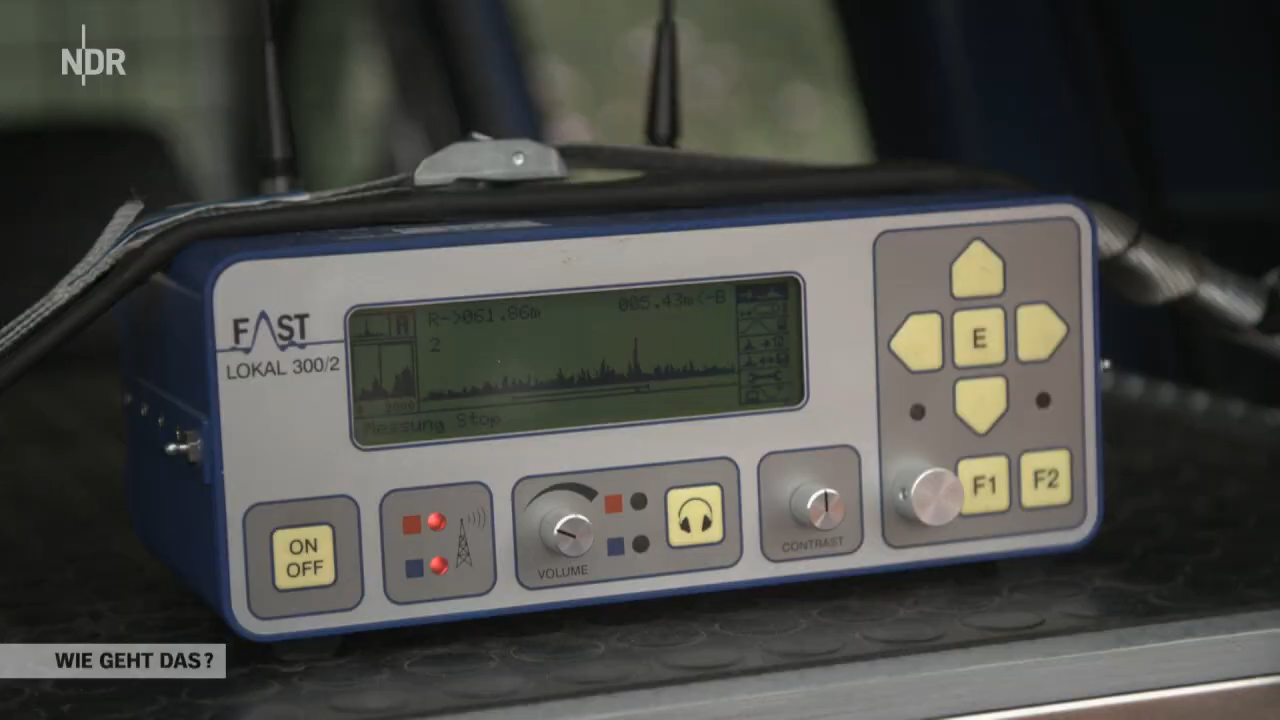 NDR
FAST
LOKAL 300/2
R->061.86m 005.43m(-B
2
Messung Stop
E
F1
F2
ON
OFF
VOLUME
CONTRAST
WIE GEHT DAS?